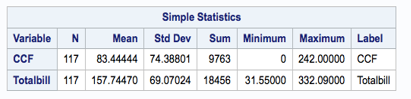 Simple Statistics
Variable N Mean Std Dev Sum Minimum Maximum Label
CCF 117 83.44444 74.38801 9763 0 242.00000 CCF
Totalbill 117 157.74470 69.07024 18456 31.55000 332.09000 Totalbill